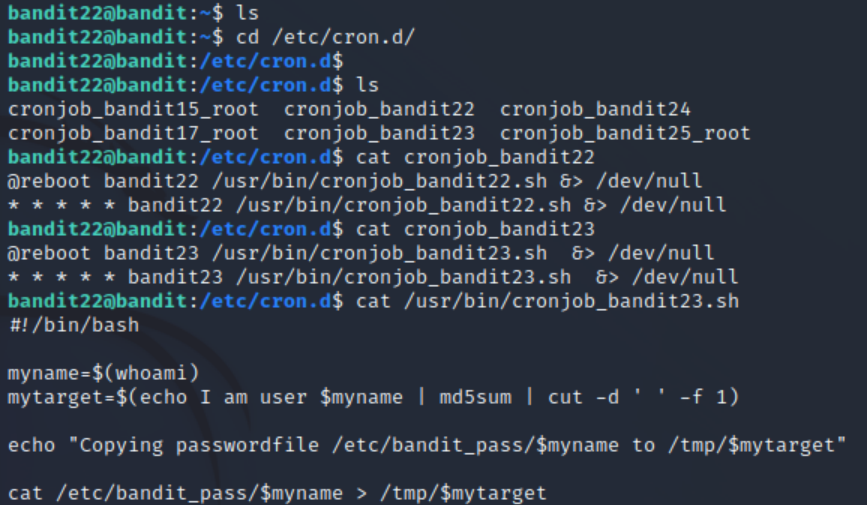 bandit22@bandit:~$ ls
bandit22@bandit:~$ cd /etc/cron.d/
bandit22@bandit:/etc/cron.d$
bandit22@bandit:/etc/cron.d$ ls
cronjob_bandit15_root  cronjob_bandit22  cronjob_bandit24
cronjob_bandit17_root  cronjob_bandit23  cronjob_bandit25_root
bandit22@bandit:/etc/cron.d$ cat cronjob_bandit22
@reboot bandit22 /usr/bin/cronjob_bandit22.sh &> /dev/null
* * * * * bandit22 /usr/bin/cronjob_bandit22.sh &> /dev/null
bandit22@bandit:/etc/cron.d$ cat cronjob_bandit23
@reboot bandit23 /usr/bin/cronjob_bandit23.sh  &> /dev/null
* * * * * bandit23 /usr/bin/cronjob_bandit23.sh  &> /dev/null
bandit22@bandit:/etc/cron.d$ cat /usr/bin/cronjob_bandit23.sh
#!/bin/bash

myname=$(whoami)
mytarget=$(echo I am user $myname | md5sum | cut -d ' ' -f 1)

echo "Copying passwordfile /etc/bandit_pass/$myname to /tmp/$mytarget"

cat /etc/bandit_pass/$myname > /tmp/$mytarget